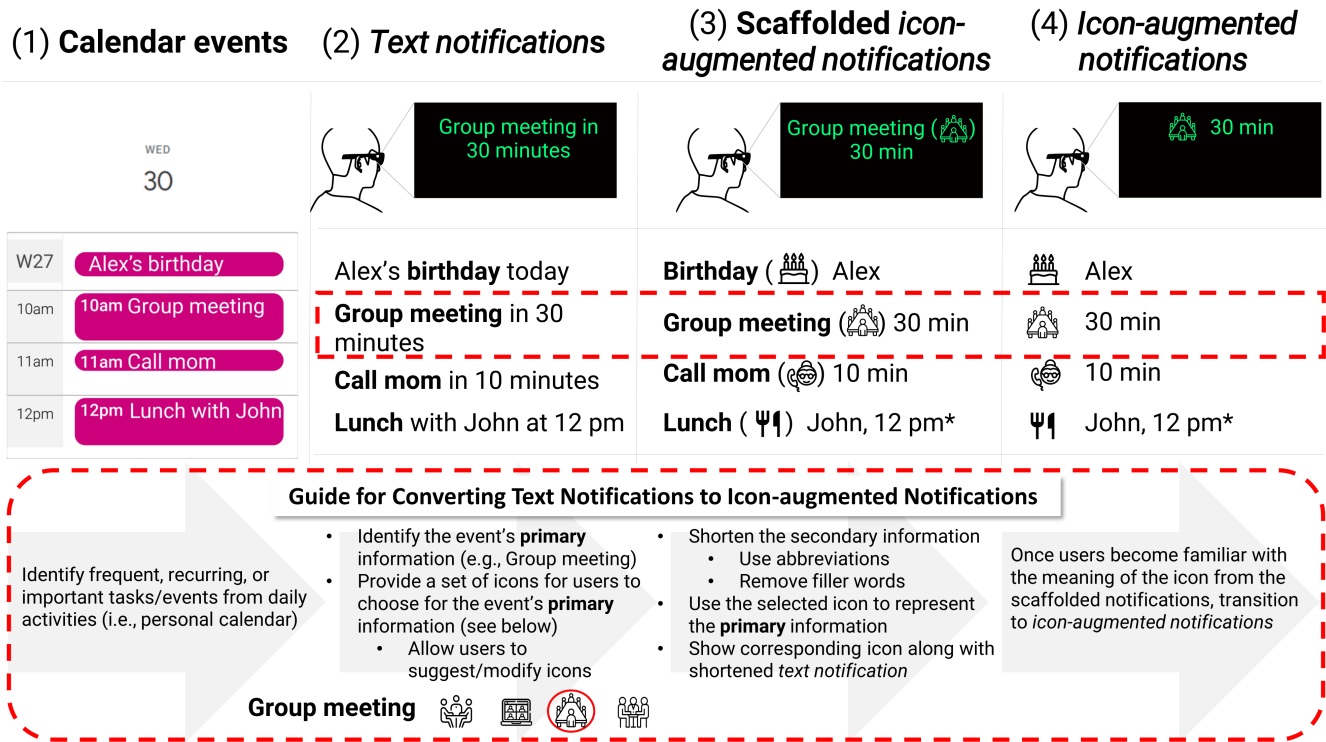 (1) Calendar events
(2) Text notifications
(3) Scaffolded icon-
augmented notifications
(4) Icon-augmented
notifications
WED
30
Group meeting in
30 minutes
Group meeting ( )
30 min
30 min
W27
Alex's birthday
10am
10am Group meeting
11am
11am Call mom
12pm
12pm Lunch with John
Alex's birthday today
Group meeting in 30
minutes
Call mom in 10 minutes
Lunch with John at 12 pm
Birthday ( ) Alex
Group meeting ( ) 30 min
Call mom ( ) 10 min
Lunch ( ) John, 12 pm*
Alex
30 min
10 min
John, 12 pm*
Guide for Converting Text Notifications to Icon-augmented Notifications
Identify frequent, recurring, or
important tasks/events from daily
activities (i.e., personal calendar)
• Identify the event's primary
information (e.g., Group meeting)
• Provide a set of icons for users to
choose for the event's primary
information (see below)
• Allow users to
suggest/modify icons
Group meeting
• Shorten the secondary information
• Use abbreviations
• Remove filler words
• Use the selected icon to represent
the primary information
• Show corresponding icon along with
shortened text notification
Once users become familiar with
the meaning of the icon from the
scaffolded notifications, transition
to icon-augmented notifications